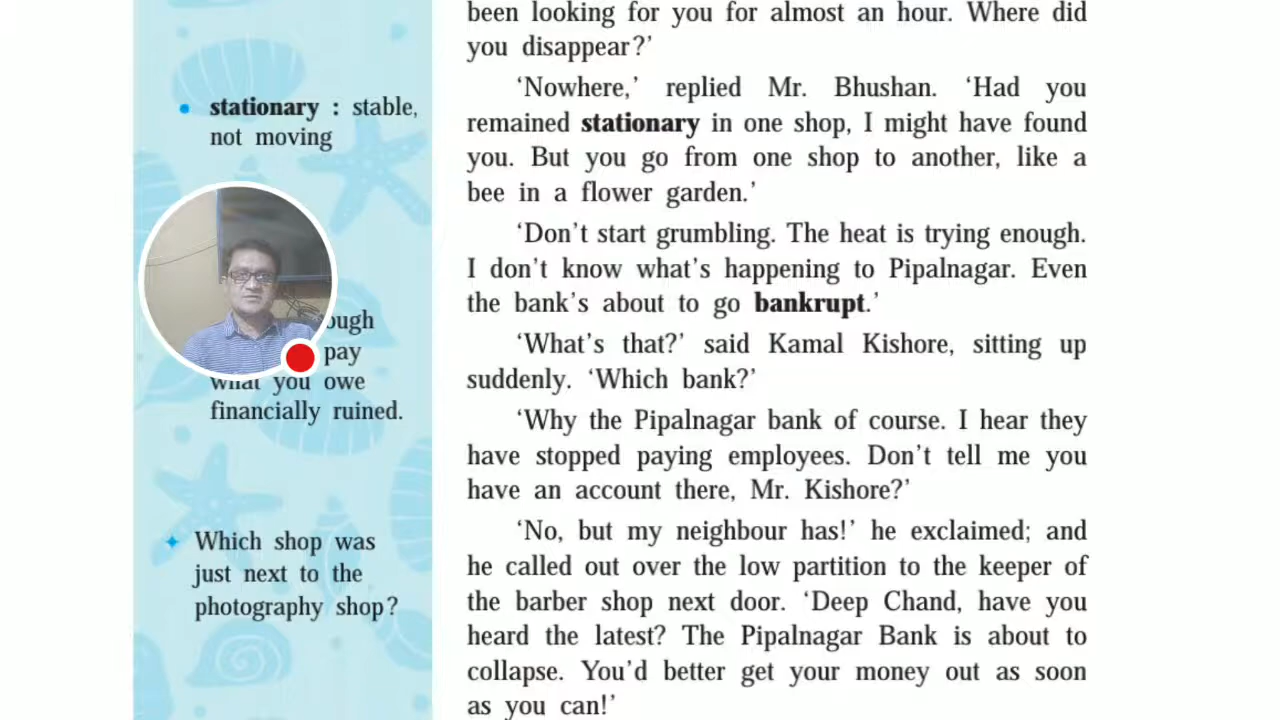 stationary : stable,
not moving
ough
pay
what you owe
financially ruined.
Which shop was
just next to the
photography shop?
been looking for you for almost an hour. Where did
you disappear?’
‘Nowhere,’ replied Mr. Bhushan. ‘Had you
remained stationary in one shop, I might have found
you. But you go from one shop to another, like a
bee in a flower garden.’
‘Don’t start grumbling. The heat is trying enough.
I don’t know what’s happening to Pipalnagar. Even
the bank’s about to go bankrupt.’
‘What’s that?’ said Kamal Kishore, sitting up
suddenly. ‘Which bank?’
‘Why the Pipalnagar bank of course. I hear they
have stopped paying employees. Don’t tell me you
have an account there, Mr. Kishore?’
‘No, but my neighbour has!’ he exclaimed; and
he called out over the low partition to the keeper of
the barber shop next door. ‘Deep Chand, have you
heard the latest? The Pipalnagar Bank is about to
collapse. You’d better get your money out as soon
as you can!’